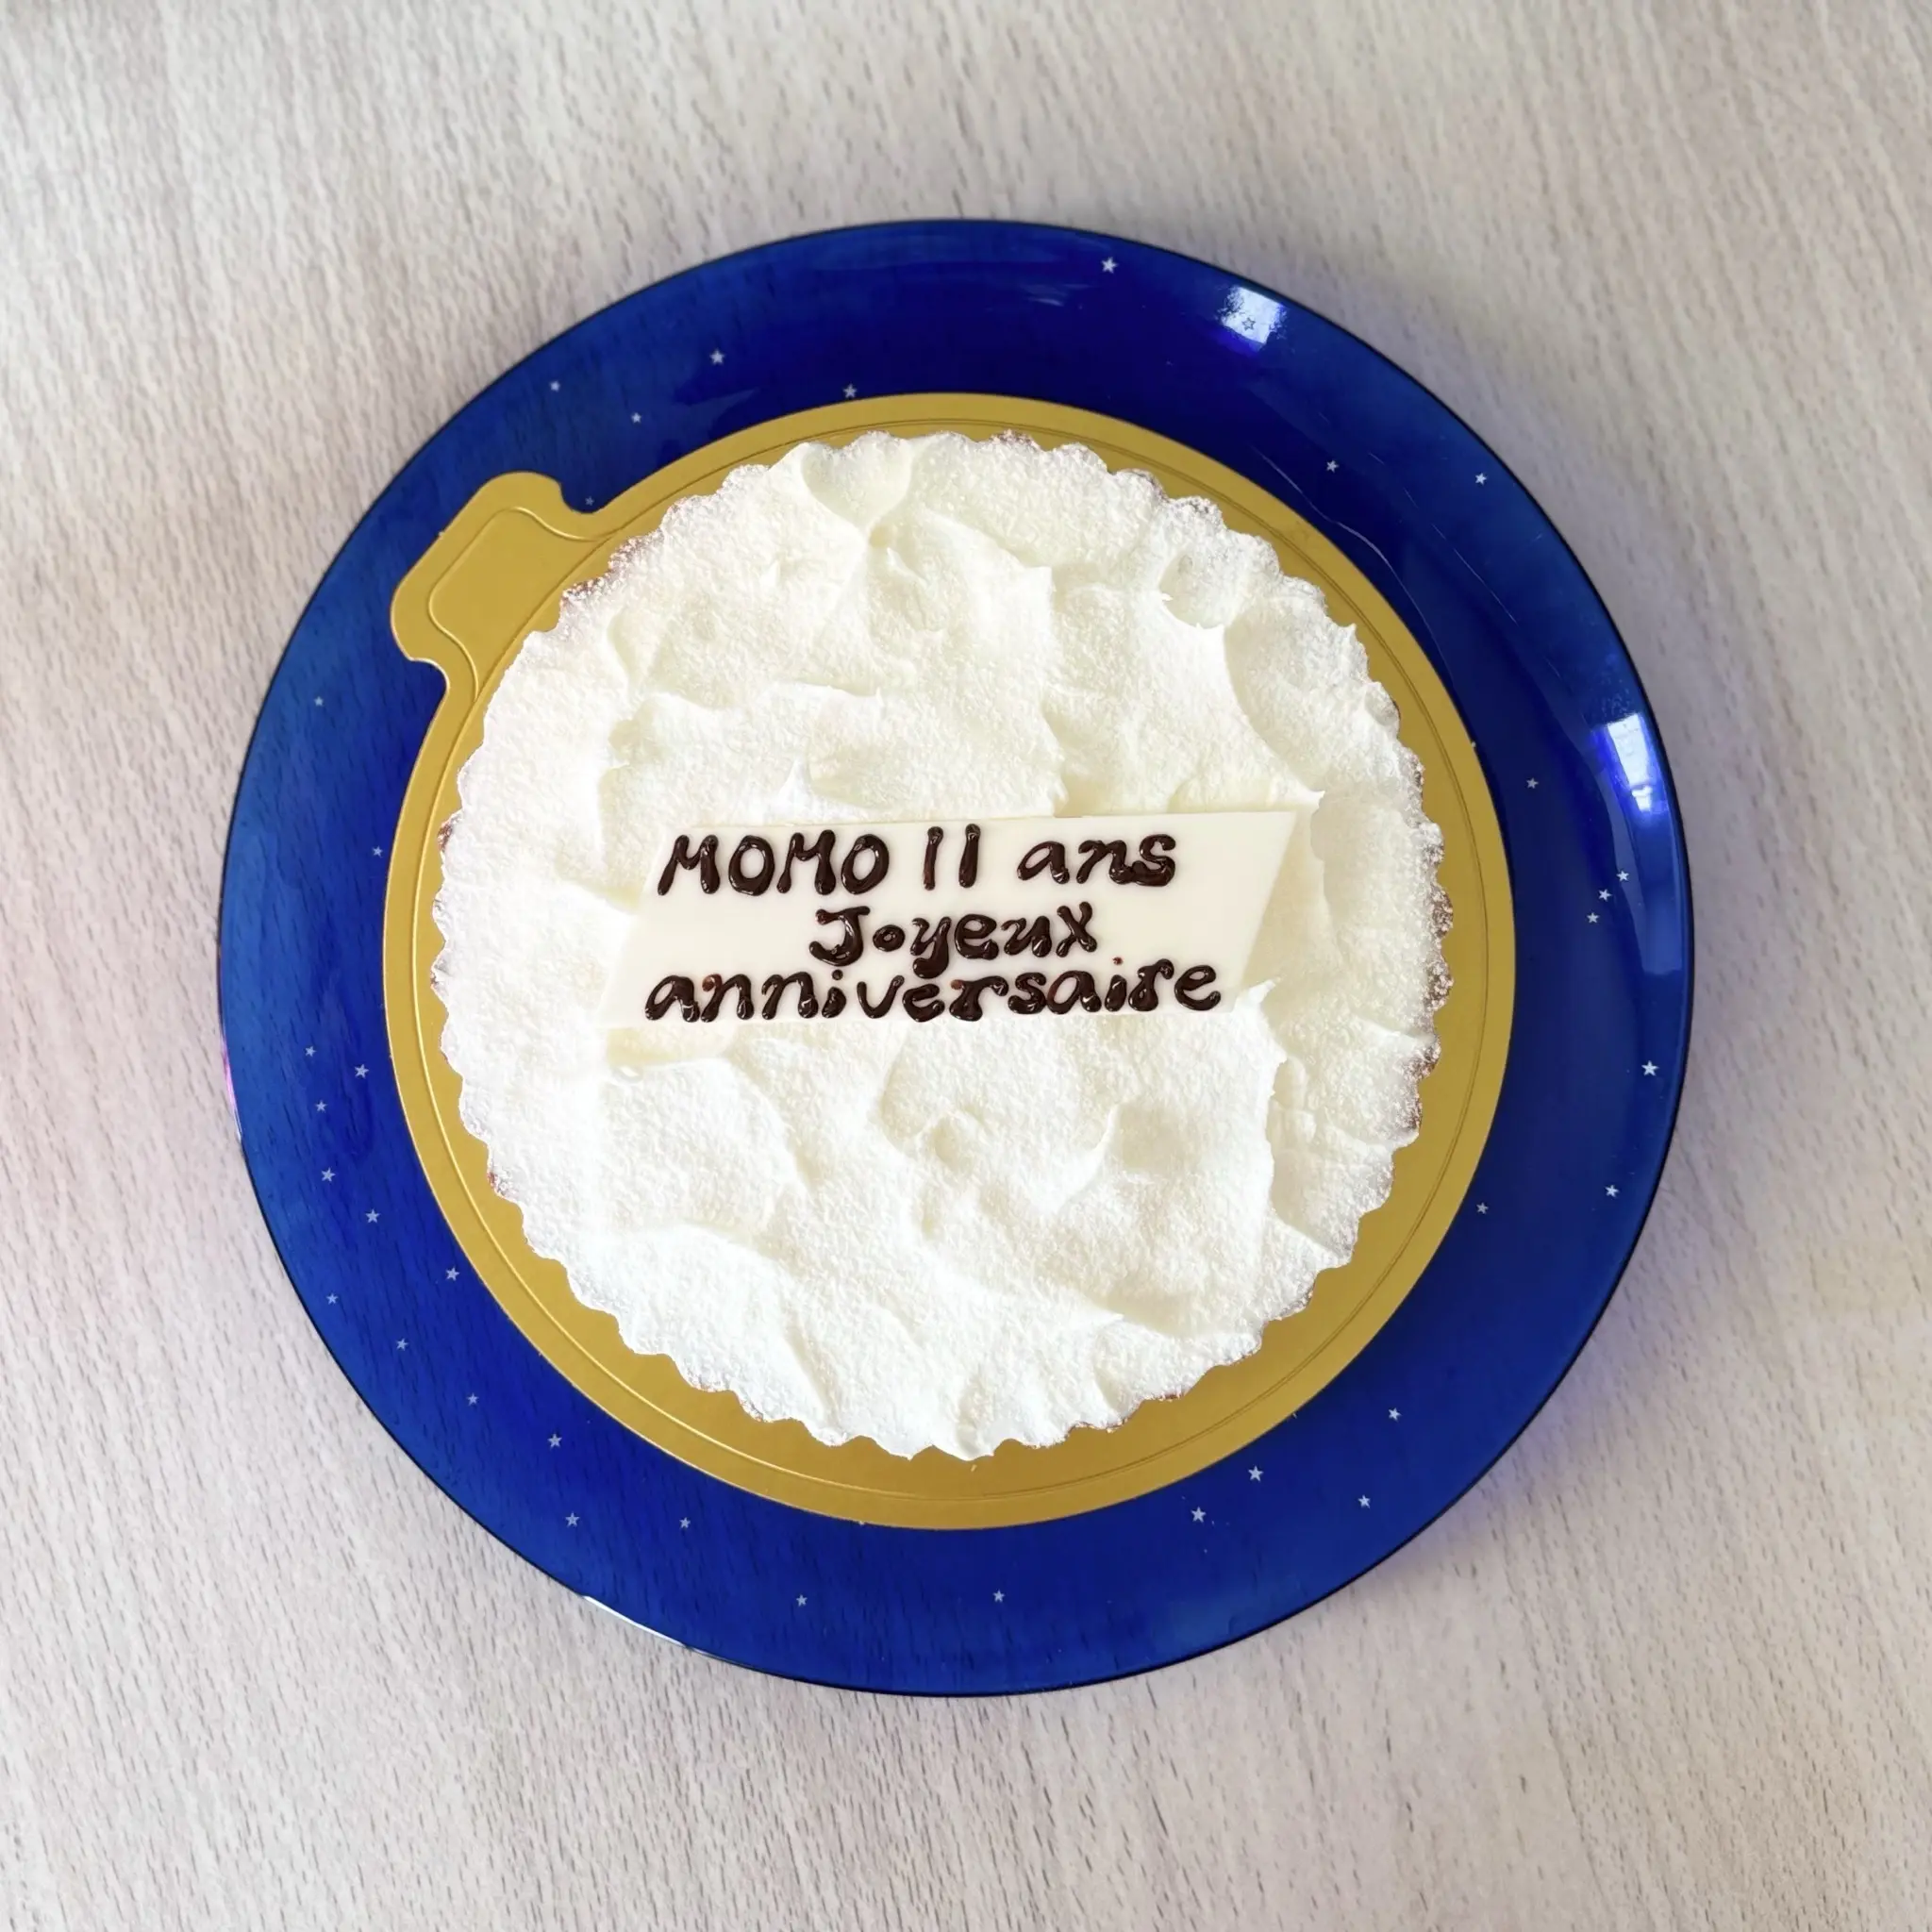 MOMO 11 ans
Joyeux
anniversaire